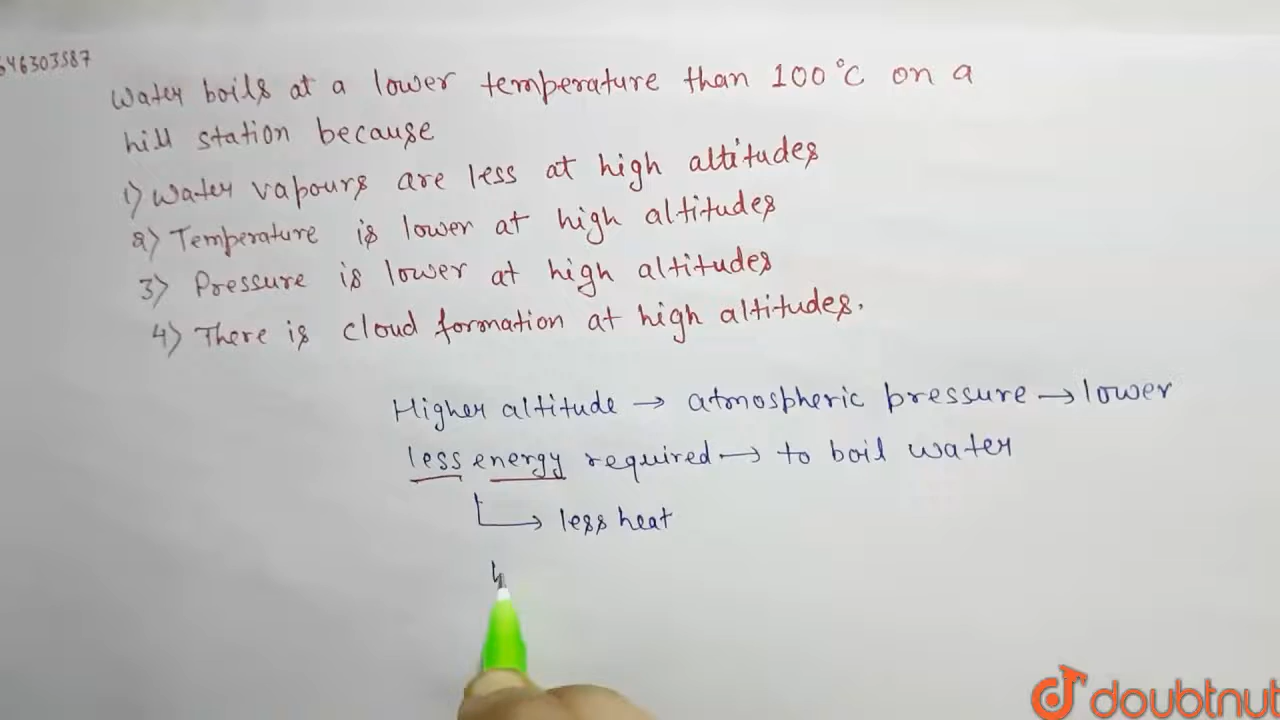 646303587
Water boils at a lower temperature than 100°C on a
hill station because
1) Water vapours are less at high altitudes
2) Temperature is lower at high altitudes
3) Pressure is lower at high altitudes
4) There is cloud formation at high altitudes.
Higher altitude → atmospheric pressure → lower
less energy required → to boil water
→ less heat
doubtnut